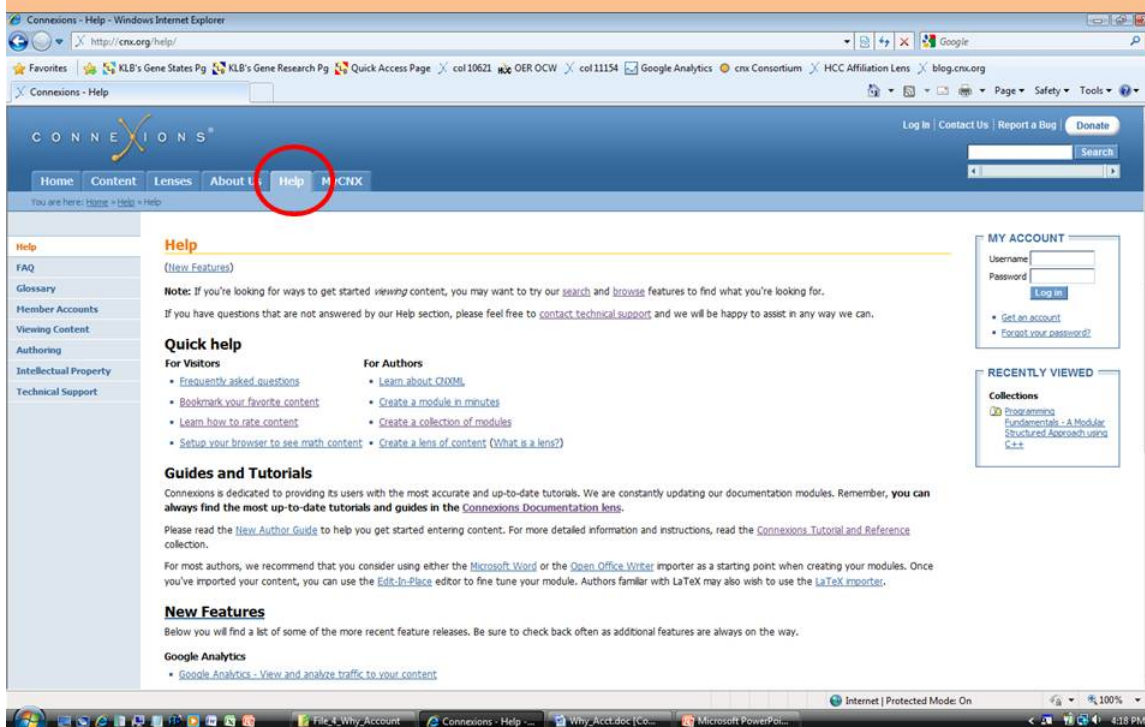 Connexions - Help - Windows Internet Explorer
http://cnx.org/help/
Google
Favorites KLB's Gene States Pg KLB's Gene Research Pg Quick Access Page col10621 OER OCW col11154 Google Analytics cnx Consortium HCC Affiliation Lens blog.cnx.org
Connexions - Help
Page Safety Tools
CONNEXIONS®
Log In | Contact Us | Report a Bug | Donate
Search
Home Content Lenses About Us Help MyCNX
You are here: Home » Help » Help
Help
FAQ
Glossary
Member Accounts
Viewing Content
Authoring
Intellectual Property
Technical Support
Help
(New Features)
Note: If you're looking for ways to get started viewing content, you may want to try our search and browse features to find what you're looking for.
If you have questions that are not answered by our Help section, please feel free to contact technical support and we will be happy to assist in any way we can.
Quick help
For Visitors For Authors
• Frequently asked questions • Learn about CNXML
• Bookmark your favorite content • Create a module in minutes
• Learn how to rate content • Create a collection of modules
• Setup your browser to see math content • Create a lens of content (What is a lens?)
Guides and Tutorials
Connexions is dedicated to providing its users with the most accurate and up-to-date tutorials. We are constantly updating our documentation modules. Remember, you can
always find the most up-to-date tutorials and guides in the Connexions Documentation lens.
Please read the New Author Guide to help you get started entering content. For more detailed information and instructions, read the Connexions Tutorial and Reference
collection.
For most authors, we recommend that you consider using either the Microsoft Word or the Open Office Writer importer as a starting point when creating your modules. Once
you've imported your content, you can use the Edit-In-Place editor to fine tune your module. Authors familiar with LaTeX may also wish to use the LaTeX importer.
New Features
Below you will find a list of some of the more recent feature releases. Be sure to check back often as additional features are always on the way.
Google Analytics
• Google Analytics - View and analyze traffic to your content
MY ACCOUNT
Username
Password
Log in
• Get an account
• Forgot your password?
RECENTLY VIEWED
Collections
Programming
Fundamentals - A Modular
Structured Approach using
C++
Internet | Protected Mode: On
100%
File_4_Why_Account Connexions - Help -... Why_Acct.doc [Co... Microsoft PowerPoi...
4:18 PM